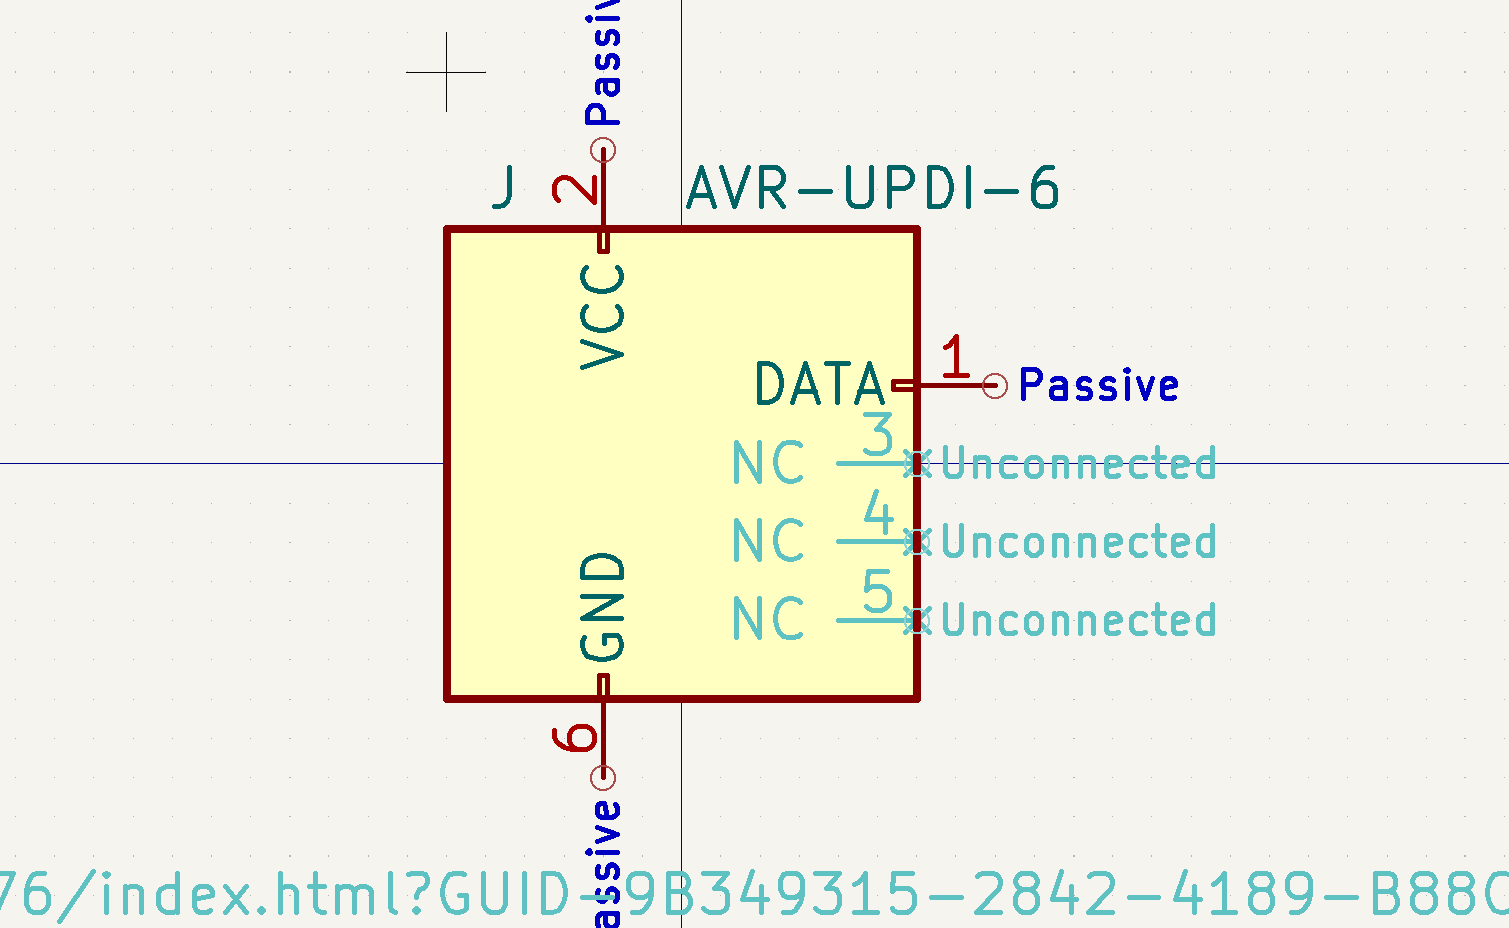 Passiv
J 2 AVR-UPDI-6
VCC
1
DATA Passive
3
NC Unconnected
4
NC Unconnected
5
NC Unconnected
GND
6
assive
76/index.html?GUID-9B349315-2842-4189-B88